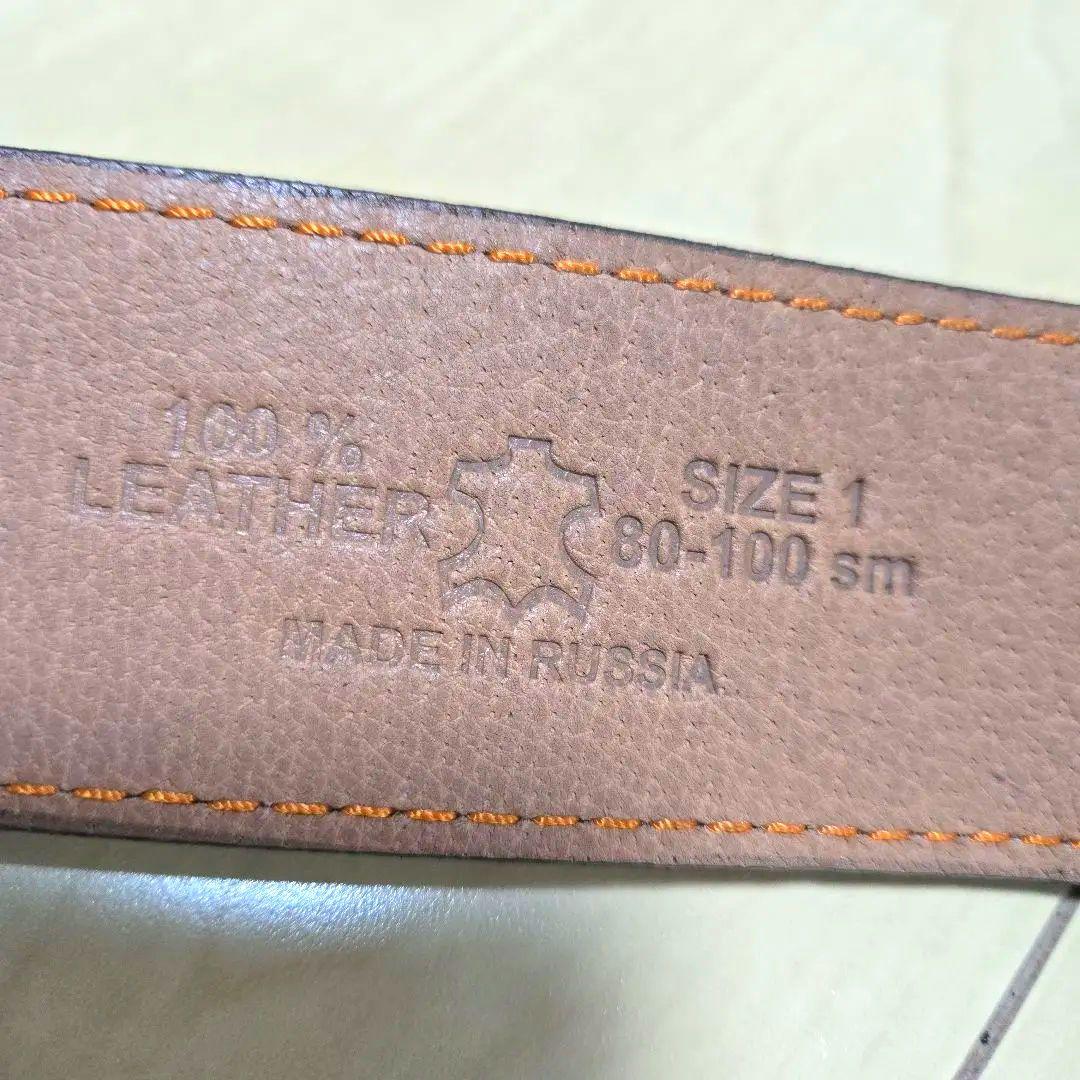 100 %
LEATHER
SIZE 1
80-100 sm
MADE IN RUSSIA